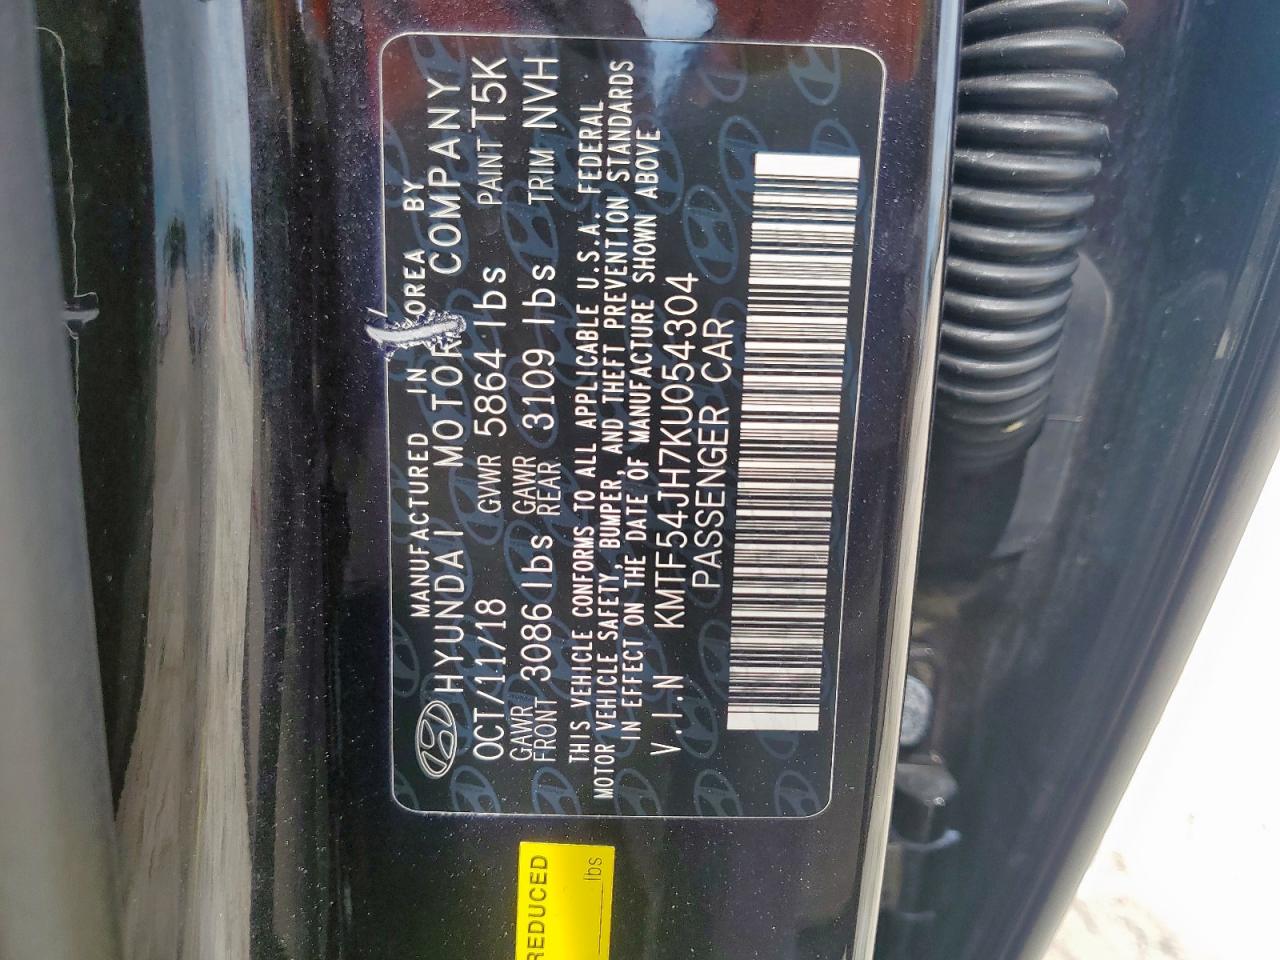 MANUFACTURED IN KOREA BY
HYUNDAI MOTOR COMPANY
OCT/11/18 GVWR 5864 lbs PAINT T5K
GAWR FRONT 3086 lbs GAWR REAR 3109 lbs TRIM NVH
THIS VEHICLE CONFORMS TO ALL APPLICABLE U.S.A. FEDERAL
MOTOR VEHICLE SAFETY, BUMPER, AND THEFT PREVENTION STANDARDS
IN EFFECT ON THE DATE OF MANUFACTURE SHOWN ABOVE
V.I.N KMTF54JH7KU054304
PASSENGER CAR
REDUCED
lbs